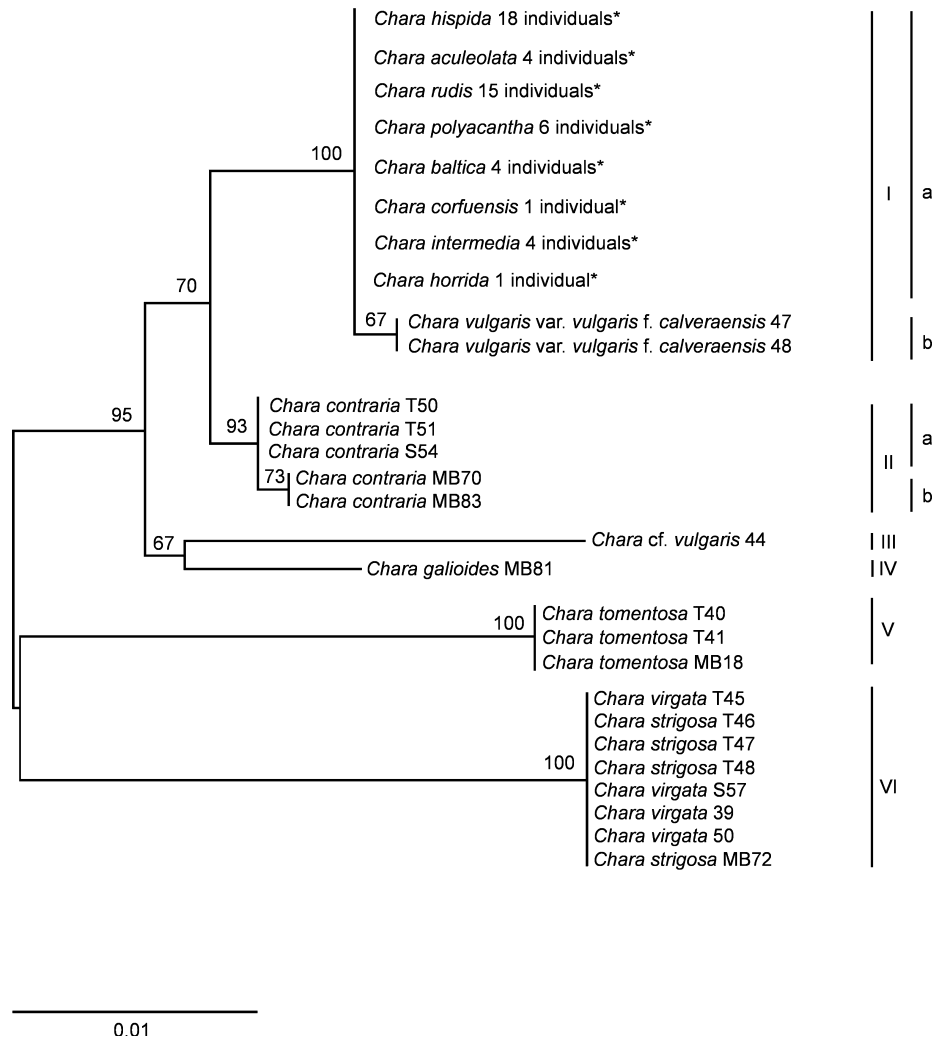 Chara hispida 18 individuals*
Chara aculeolata 4 individuals*
Chara rudis 15 individuals*
Chara polyacantha 6 individuals*
100
Chara baltica 4 individuals*
I
a
Chara corfuensis 1 individual*
Chara intermedia 4 individuals*
Chara horrida 1 individual*
70
67
Chara vulgaris var. vulgaris f. calveraensis 47
Chara vulgaris var. vulgaris f. calveraensis 48
b
Chara contraria T50
95
93
Chara contraria T51
Chara contraria S54
II
a
73
Chara contraria MB70
Chara contraria MB83
b
67
Chara cf. vulgaris 44
III
Chara galioides MB81
IV
100
Chara tomentosa T40
Chara tomentosa T41
Chara tomentosa MB18
V
Chara virgata T45
Chara strigosa T46
Chara strigosa T47
100
Chara strigosa T48
Chara virgata S57
VI
Chara virgata 39
Chara virgata 50
Chara strigosa MB72
0.01